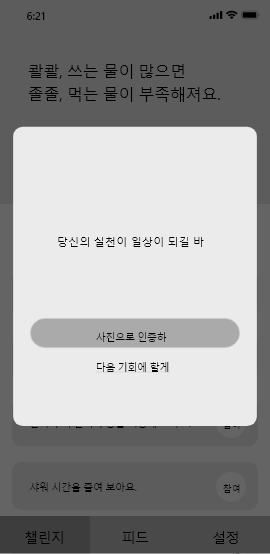 6:21
콸콸, 쓰는 물이 많으면
졸졸, 먹는 물이 부족해져요.
당신의 실천이 일상이 되길 바
사진으로 인증하
다음 기회에 할게
참여
샤워 시간을 줄여 보아요.
참여
챌린지
피드
설정